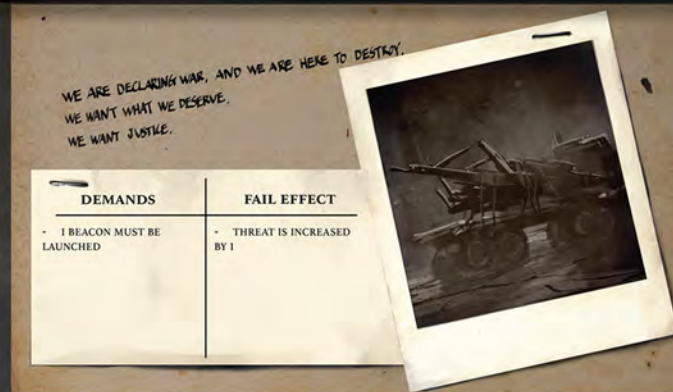 WE ARE DECLARING WAR, AND WE ARE HERE TO DESTROY.
WE WANT WHAT WE DESERVE.
WE WANT JUSTICE.
DEMANDS
- 1 BEACON MUST BE
LAUNCHED
FAIL EFFECT
- THREAT IS INCREASED
BY 1